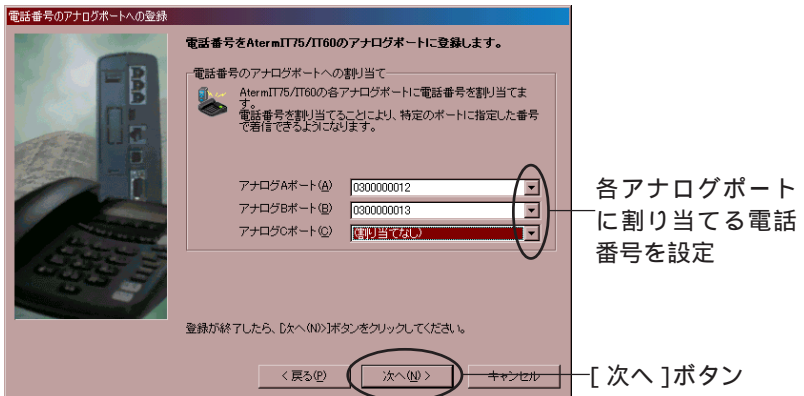 電話番号のアナログポートへの登録
電話番号をAtermIT75/IT60のアナログポートに登録します。
電話番号のアナログポートへの割り当て
AtermIT75/IT60の各アナログポートに電話番号を割り当てま
す。
電話番号を割り当てることにより、特定のポートに指定した番号
で着信できるようになります。
アナログAポート(A) 0300000012
アナログBポート(B) 0300000013
アナログCポート(C) (割り当てなし)
各アナログポート
に割り当てる電話
番号を設定
登録が終了したら、[次へ(N)>]ボタンをクリックしてください。
< 戻る(P) 次へ(N) > キャンセル
[ 次へ ]ボタン